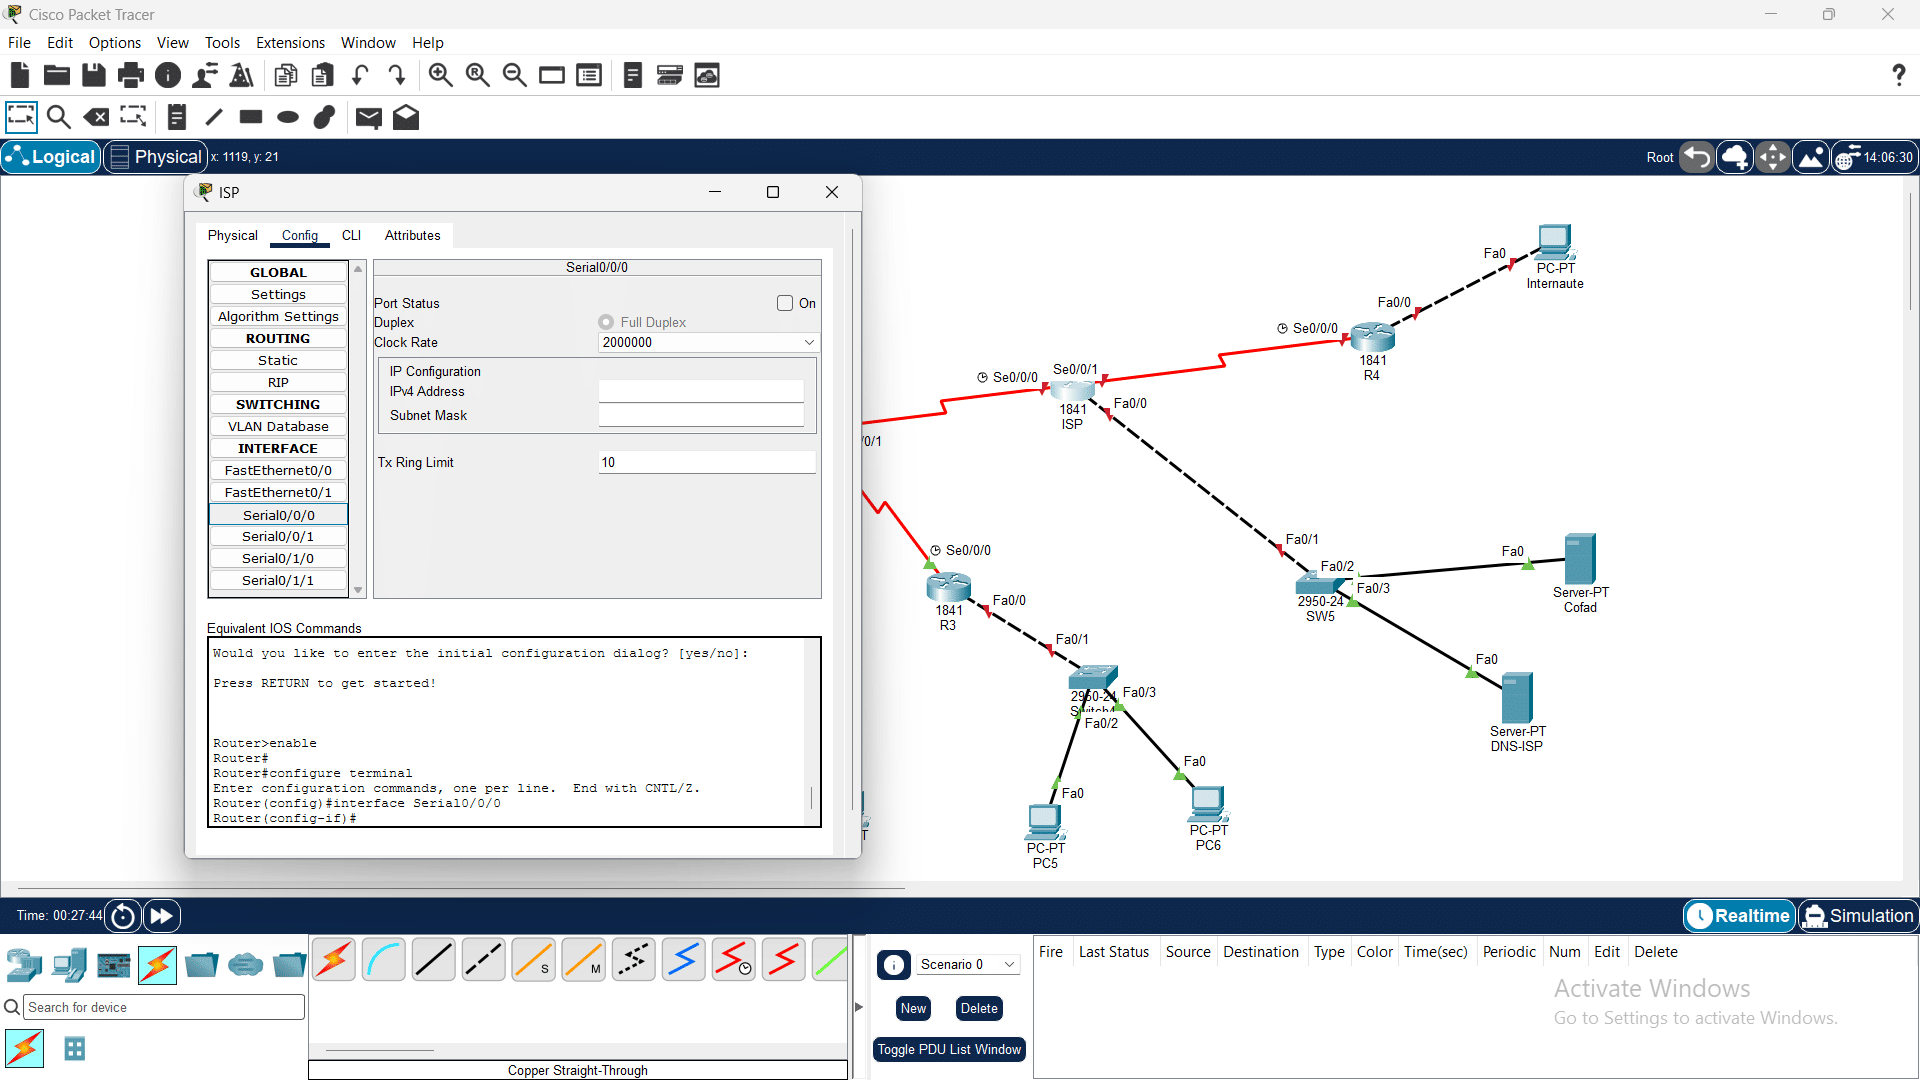 Cisco Packet Tracer
File Edit Options View Tools Extensions Window Help
Logical Physical x: 1119, y: 21 Root 14:06:30
ISP
Physical Config CLI Attributes
GLOBAL
Settings
Algorithm Settings
ROUTING
Static
RIP
SWITCHING
VLAN Database
INTERFACE
FastEthernet0/0
FastEthernet0/1
Serial0/0/0
Serial0/0/1
Serial0/1/0
Serial0/1/1
Serial0/0/0
Port Status On
Duplex Full Duplex
Clock Rate 2000000
IP Configuration
IPv4 Address
Subnet Mask
Tx Ring Limit 10
Equivalent IOS Commands
Would you like to enter the initial configuration dialog? [yes/no]:
Press RETURN to get started!
Router>enable
Router#
Router#configure terminal
Enter configuration commands, one per line.  End with CNTL/Z.
Router(config)#interface Serial0/0/0
Router(config-if)#
Fa0
PC-PT
Internaute
Fa0/0
Se0/0/0
1841
R4
Se0/0/0
Se0/0/1
Fa0/0
1841
ISP
/0/1
Se0/0/0
Fa0/0
1841
R3
Fa0/1
Fa0/2
Fa0/3
2950-24
SW5
Fa0
Server-PT
Cofad
Fa0
Server-PT
DNS-ISP
Fa0/1
Fa0/3
2950-24
Switch4
Fa0/2
Fa0
PC-PT
PC5
Fa0
PC-PT
PC6
T
Time: 00:27:44 Realtime Simulation
Search for device
S M
Copper Straight-Through
Scenario 0
New Delete
Toggle PDU List Window
Fire Last Status Source Destination Type Color Time(sec) Periodic Num Edit Delete
Activate Windows
Go to Settings to activate Windows.